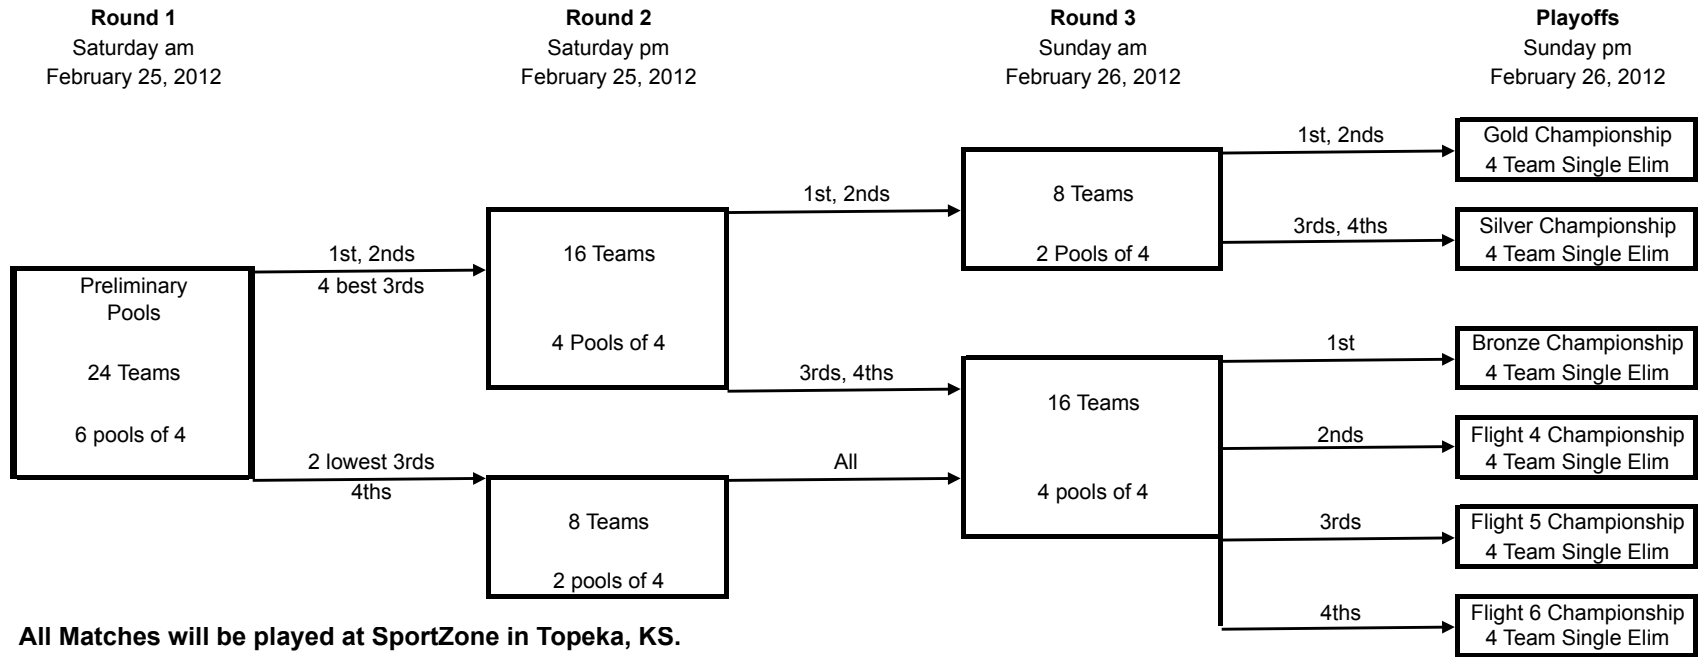 Round 1
Saturday am
February 25, 2012
Round 2
Saturday pm
February 25, 2012
Round 3
Sunday am
February 26, 2012
Playoffs
Sunday pm
February 26, 2012
Preliminary
Pools
24 Teams
6 pools of 4
1st, 2nds
4 best 3rds
2 lowest 3rds
4ths
16 Teams
4 Pools of 4
8 Teams
2 pools of 4
1st, 2nds
3rds, 4ths
All
8 Teams
2 Pools of 4
16 Teams
4 pools of 4
1st, 2nds
3rds, 4ths
1st
2nds
3rds
4ths
Gold Championship
4 Team Single Elim
Silver Championship
4 Team Single Elim
Bronze Championship
4 Team Single Elim
Flight 4 Championship
4 Team Single Elim
Flight 5 Championship
4 Team Single Elim
Flight 6 Championship
4 Team Single Elim
All Matches will be played at SportZone in Topeka, KS.